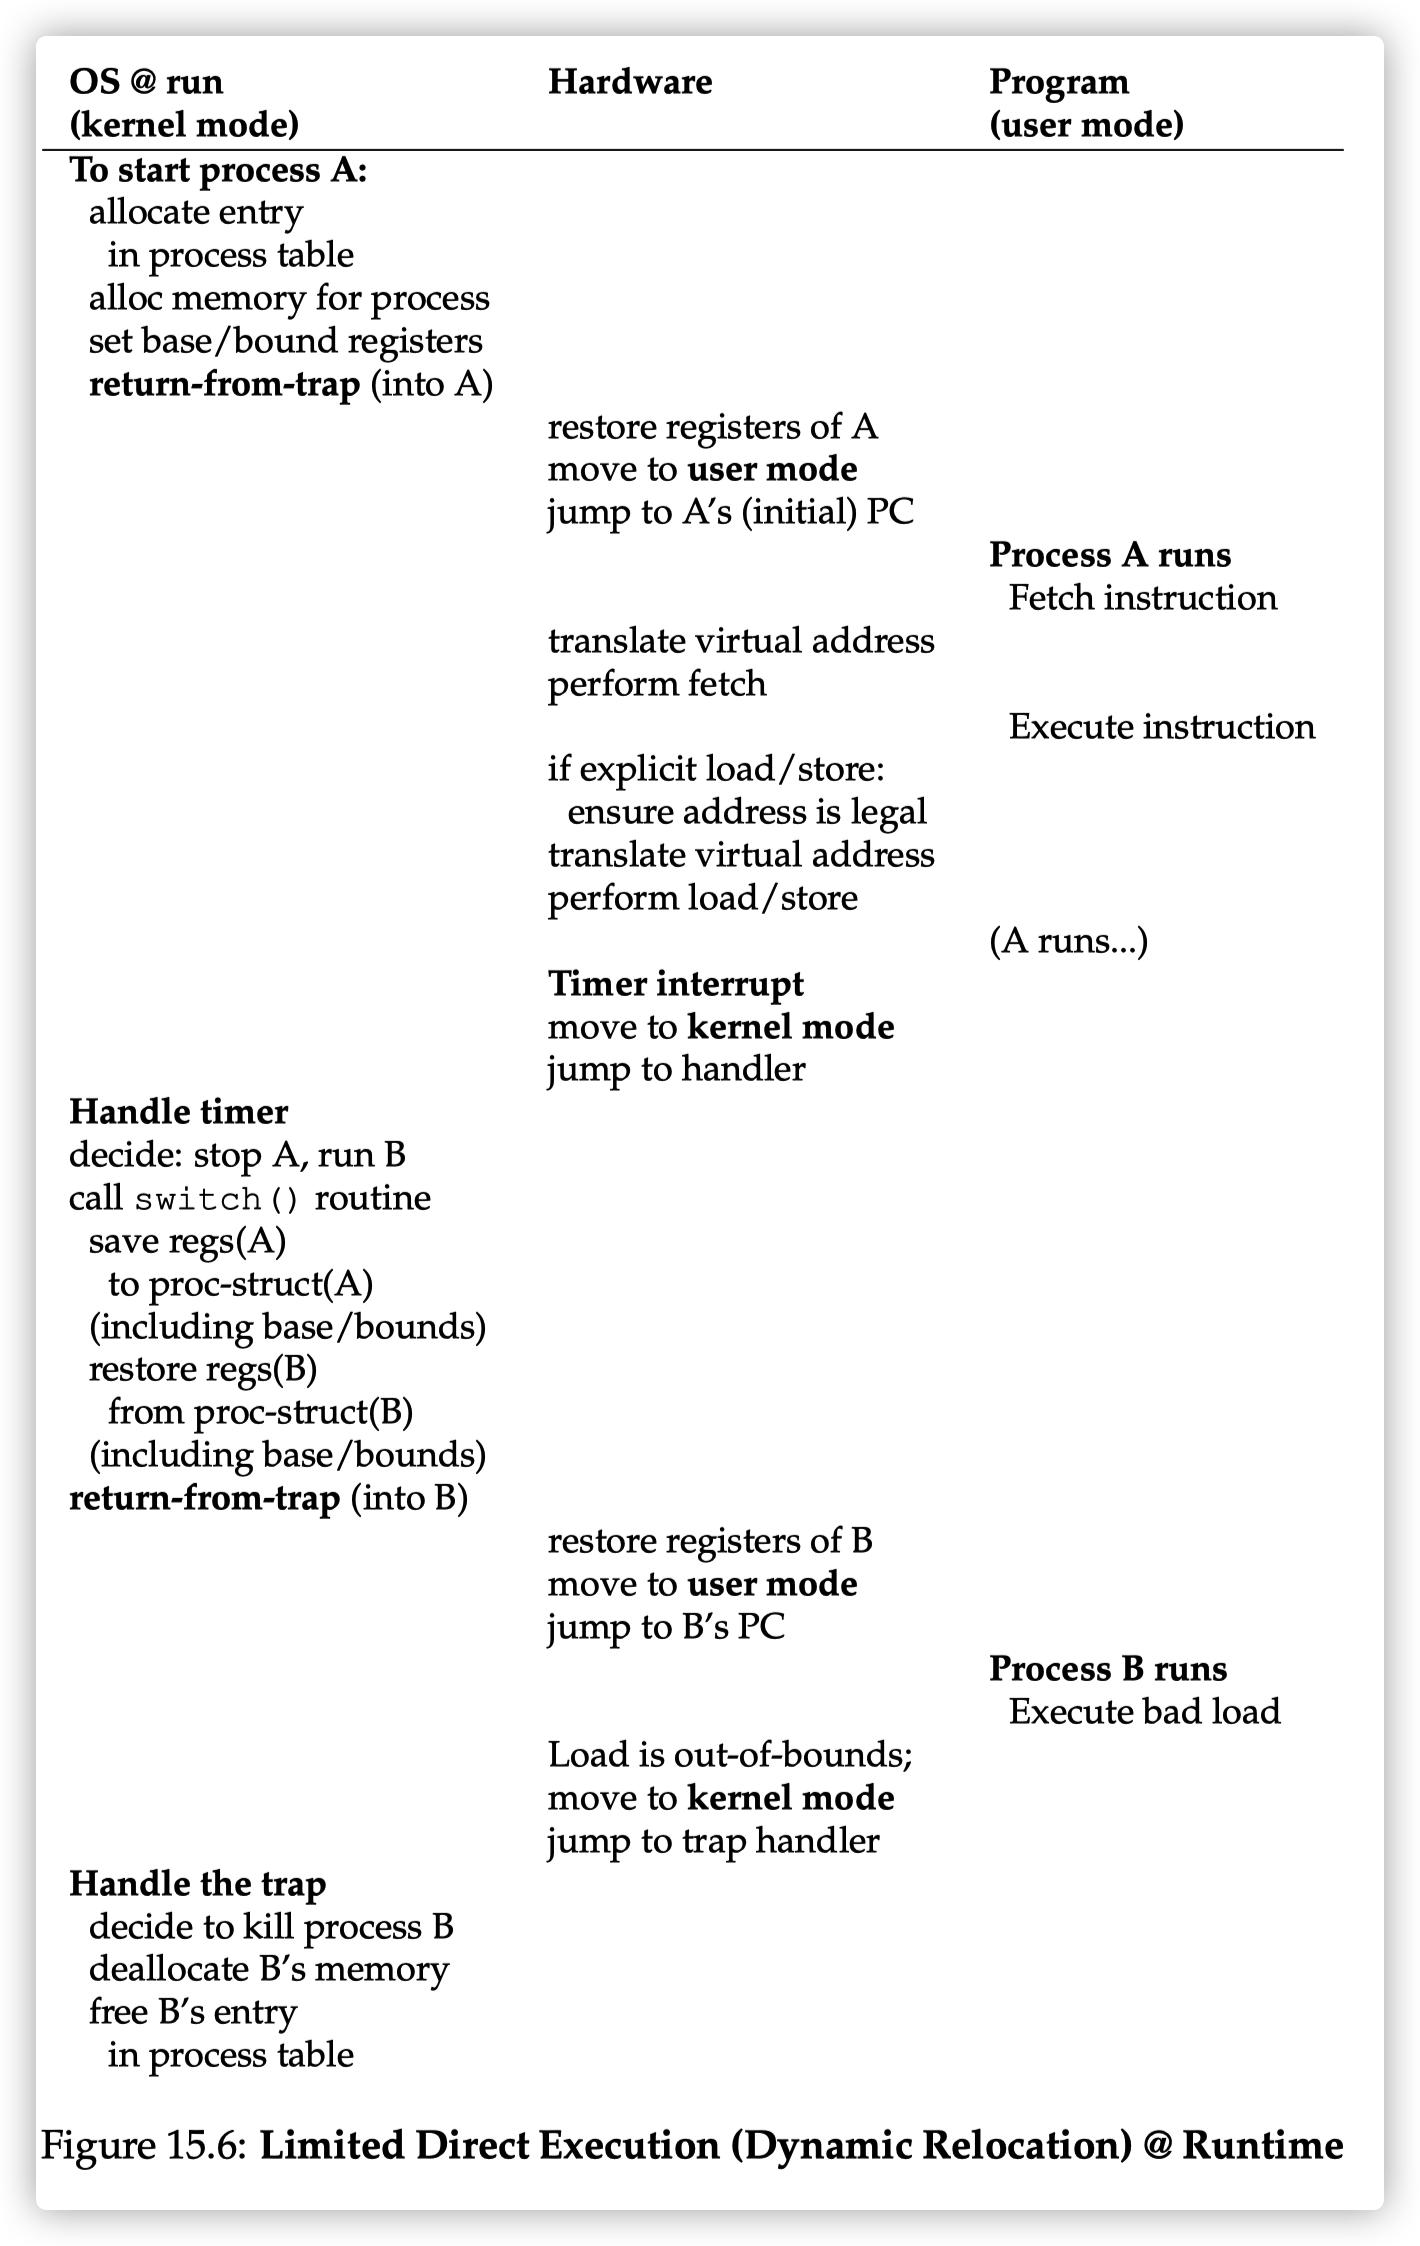 OS @ run Hardware Program
(kernel mode) (user mode)
To start process A:
allocate entry
in process table
alloc memory for process
set base/bound registers
return-from-trap (into A)
restore registers of A
move to user mode
jump to A’s (initial) PC
Process A runs
Fetch instruction
translate virtual address
perform fetch
Execute instruction
if explicit load/store:
ensure address is legal
translate virtual address
perform load/store
(A runs...)
Timer interrupt
move to kernel mode
jump to handler
Handle timer
decide: stop A, run B
call switch() routine
save regs(A)
to proc-struct(A)
(including base/bounds)
restore regs(B)
from proc-struct(B)
(including base/bounds)
return-from-trap (into B)
restore registers of B
move to user mode
jump to B’s PC
Process B runs
Execute bad load
Load is out-of-bounds;
move to kernel mode
jump to trap handler
Handle the trap
decide to kill process B
deallocate B’s memory
free B’s entry
in process table
Figure 15.6: Limited Direct Execution (Dynamic Relocation) @ Runtime